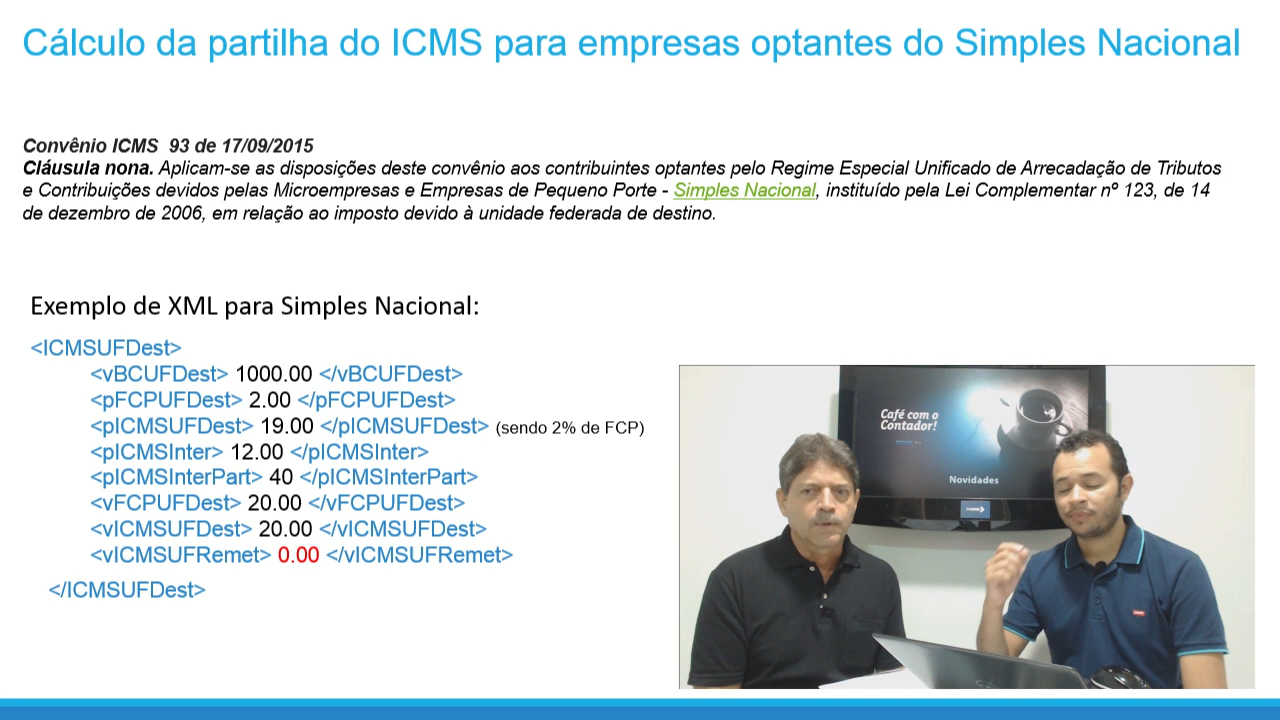 Cálculo da partilha do ICMS para empresas optantes do Simples Nacional
Convênio ICMS 93 de 17/09/2015
Cláusula nona. Aplicam-se as disposições deste convênio aos contribuintes optantes pelo Regime Especial Unificado de Arrecadação de Tributos
e Contribuições devidos pelas Microempresas e Empresas de Pequeno Porte - Simples Nacional, instituído pela Lei Complementar nº 123, de 14
de dezembro de 2006, em relação ao imposto devido à unidade federada de destino.
Exemplo de XML para Simples Nacional:
<ICMSUFDest>
<vBCUFDest> 1000.00 </vBCUFDest>
<pFCPUFDest> 2.00 </pFCPUFDest>
<pICMSUFDest> 19.00 </pICMSUFDest> (sendo 2% de FCP)
<pICMSInter> 12.00 </pICMSInter>
<pICMSInterPart> 40 </pICMSInterPart>
<vFCPUFDest> 20.00 </vFCPUFDest>
<vICMSUFDest> 20.00 </vICMSUFDest>
<vICMSUFRemet> 0.00 </vICMSUFRemet>
</ICMSUFDest>
Café com o
Contador!
Novidades